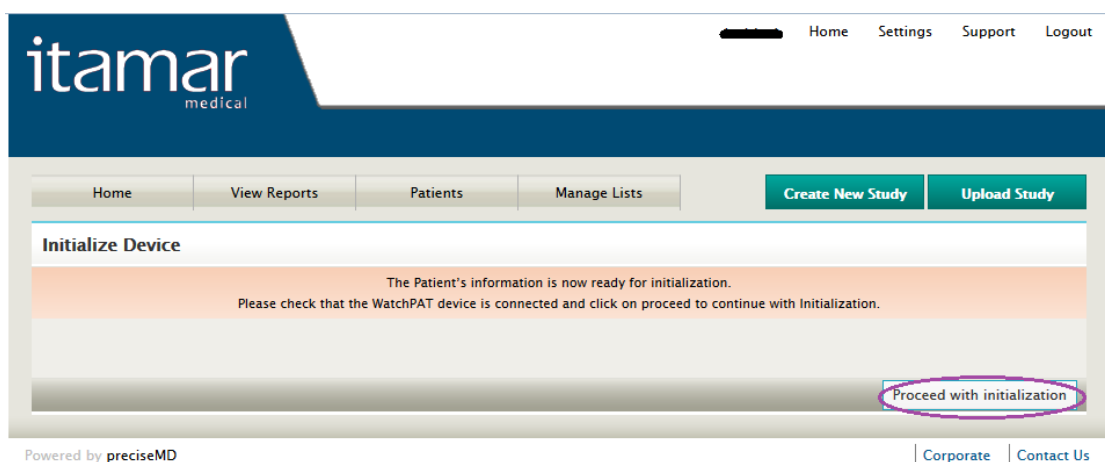 itamar
medical
Home Settings Support Logout
Home View Reports Patients Manage Lists Create New Study Upload Study
Initialize Device
The Patient's information is now ready for initialization.
Please check that the WatchPAT device is connected and click on proceed to continue with Initialization.
Proceed with initialization
Powered by preciseMD Corporate Contact Us